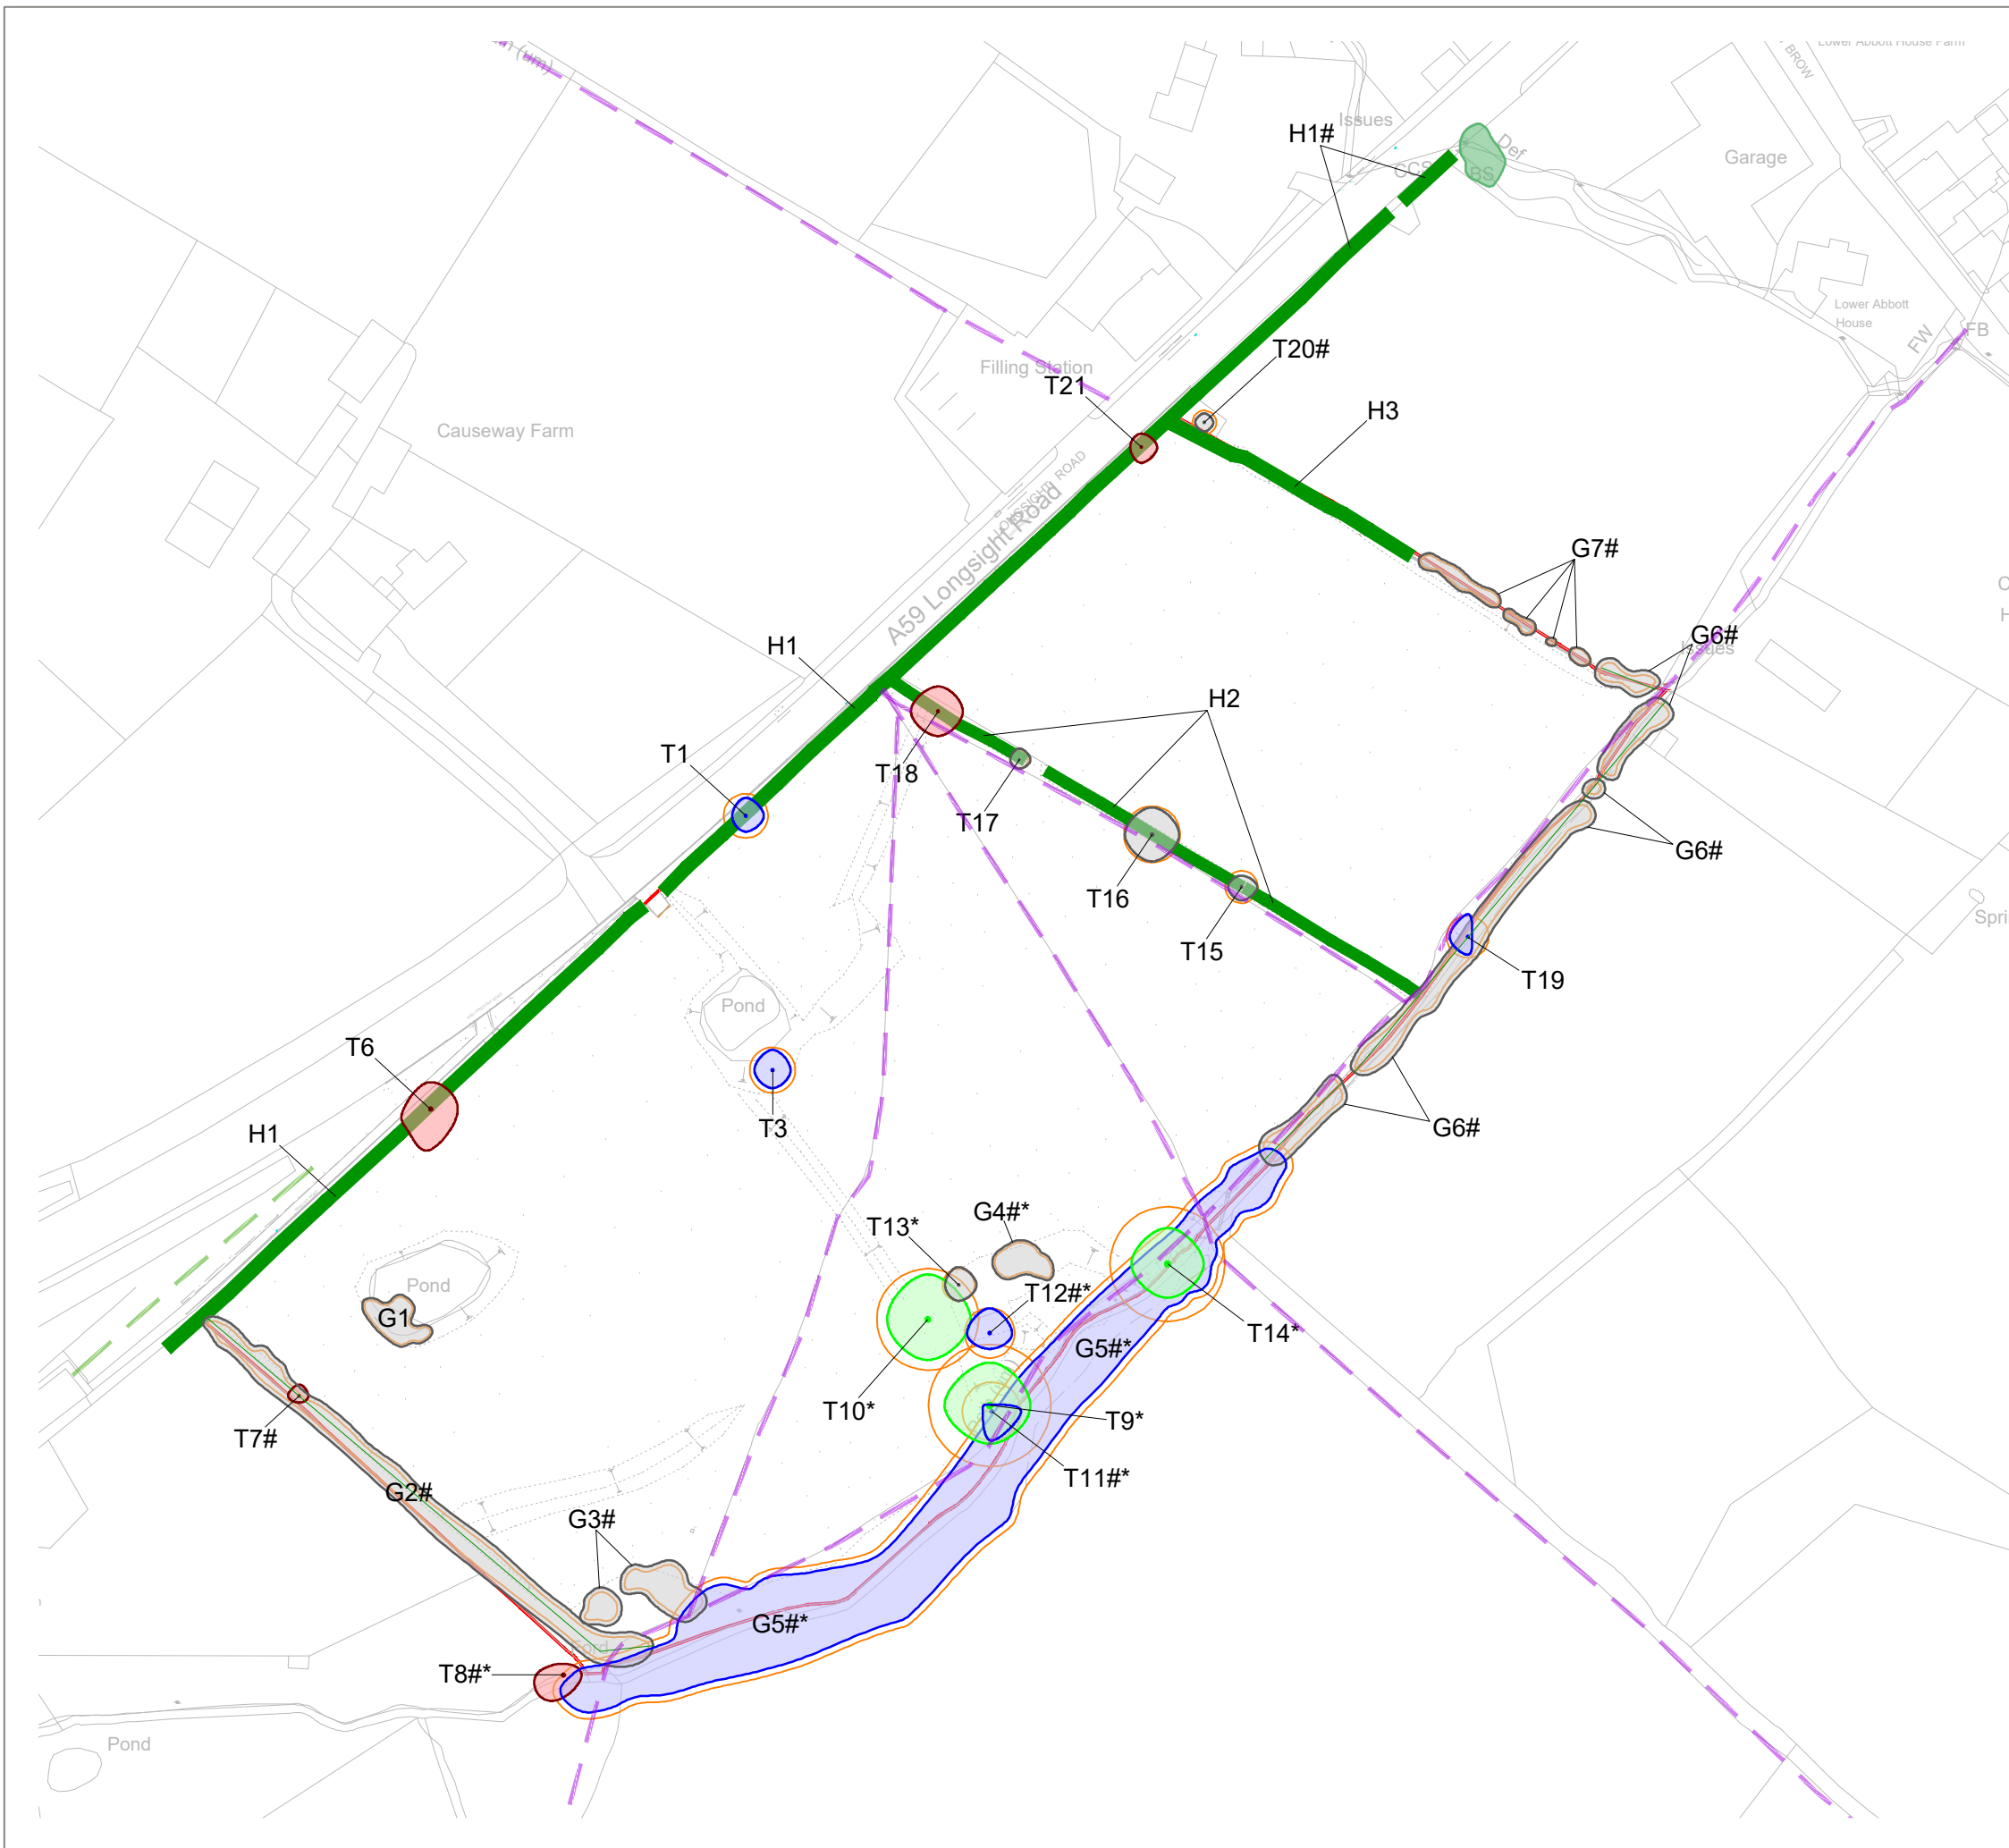 Lower Abbott House Farm
BROW
(um)
Issues
H1#
Def
Garage
CCS
BS
Lower Abbott
House
FW
FB
T20#
Filling Station
T21
H3
Causeway Farm
LONGSIGHT ROAD
A59 Longsight Road
G7#
G6#
Issues
H1
H2
T1
T18
T17
G6#
T16
T15
T19
Pond
T6
T3
H1
G6#
T13*
G4#*
T12#*
Pond
G1
G5#*
T14*
T10*
T9*
T7#
T11#*
G2#
G3#
G5#*
Ford
T8#*
Pond